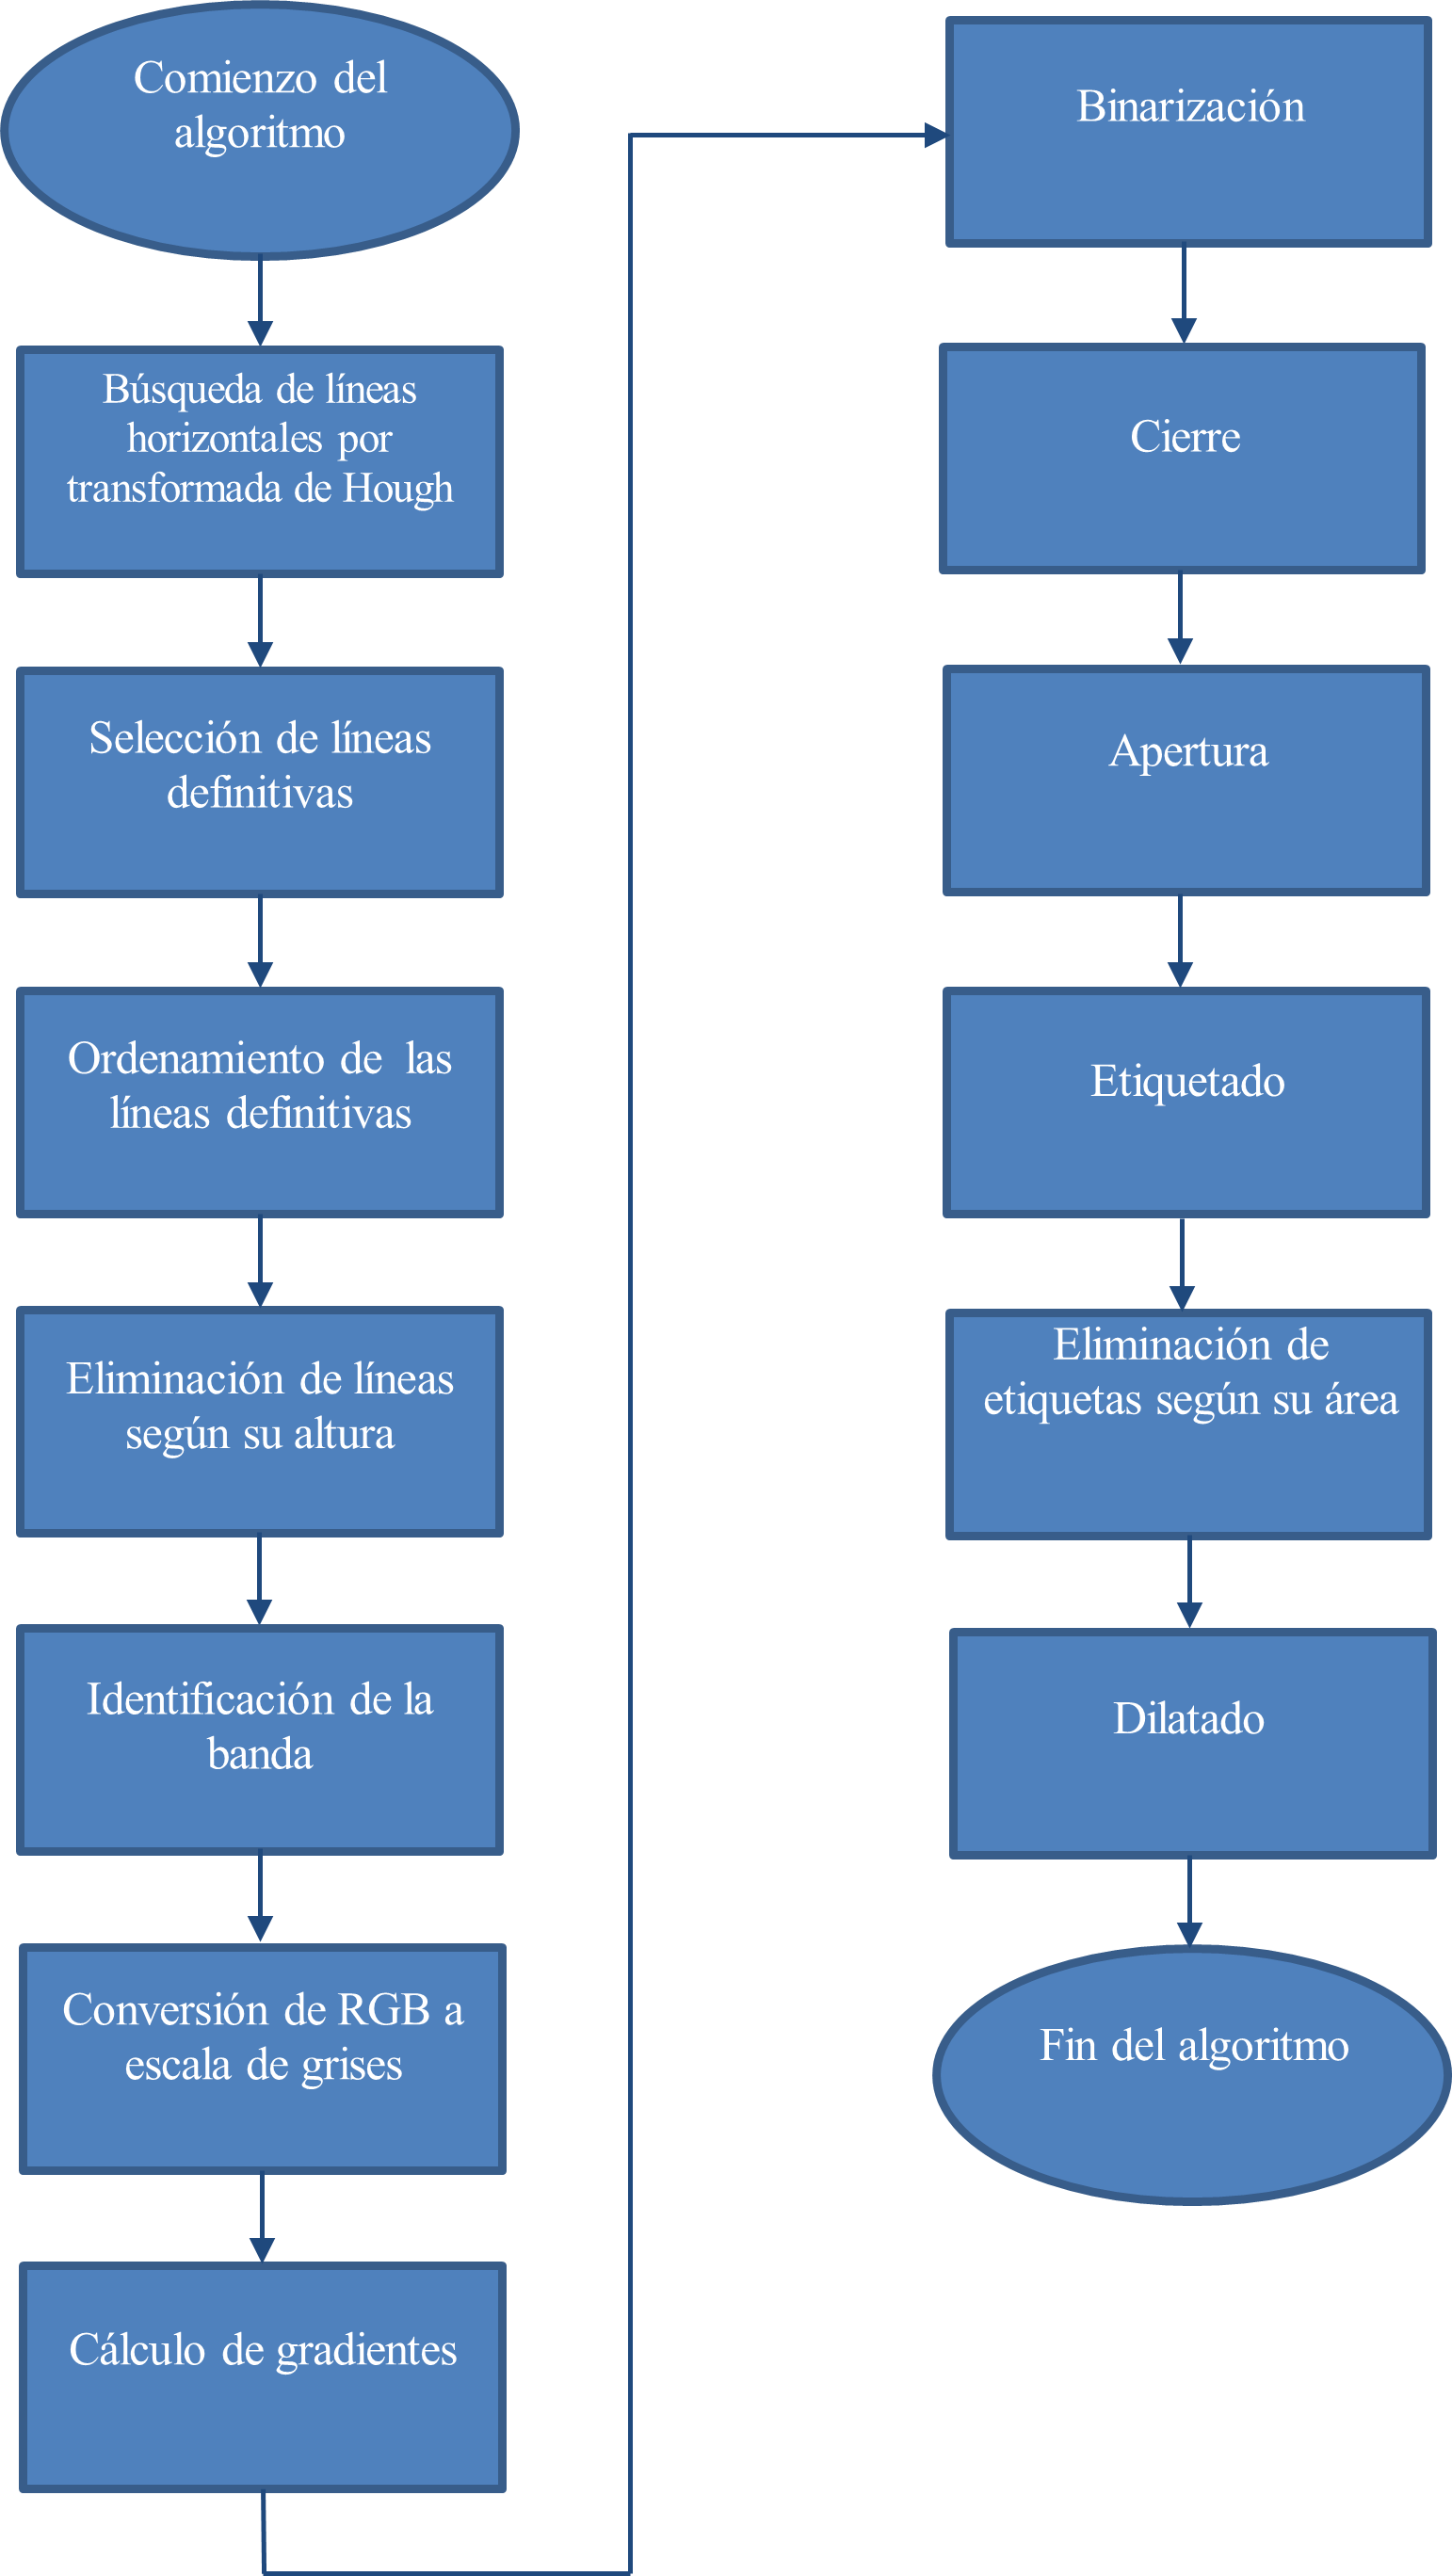 Comienzo del
algoritmo
Búsqueda de líneas
horizontales por
transformada de Hough
Selección de líneas
definitivas
Ordenamiento de las
líneas definitivas
Eliminación de líneas
según su altura
Identificación de la
banda
Conversión de RGB a
escala de grises
Cálculo de gradientes
Binarización
Cierre
Apertura
Etiquetado
Eliminación de
etiquetas según su área
Dilatado
Fin del algoritmo